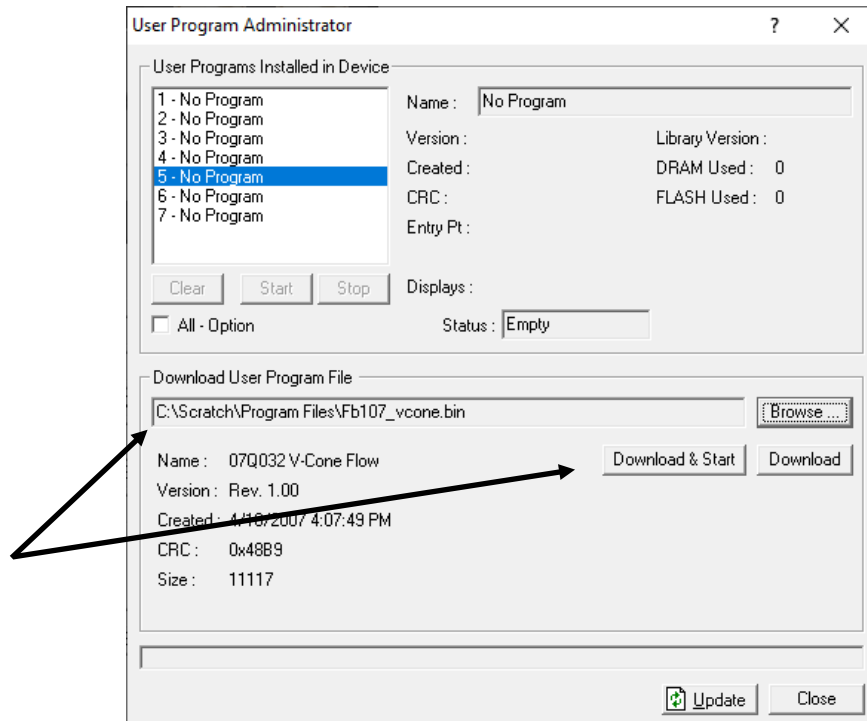 User Program Administrator ? X
User Programs Installed in Device
1 - No Program
2 - No Program
3 - No Program
4 - No Program
5 - No Program
6 - No Program
7 - No Program
Clear Start Stop
All - Option
Name : No Program
Version : Library Version :
Created : DRAM Used : 0
CRC : FLASH Used : 0
Entry Pt :
Displays :
Status : Empty
Download User Program File
C:\Scratch\Program Files\Fb107_vcone.bin Browse ...
Name : 07Q032 V-Cone Flow Download & Start Download
Version : Rev. 1.00
Created : 4/10/2007 4:07:49 PM
CRC : 0x48B9
Size : 11117
Update Close